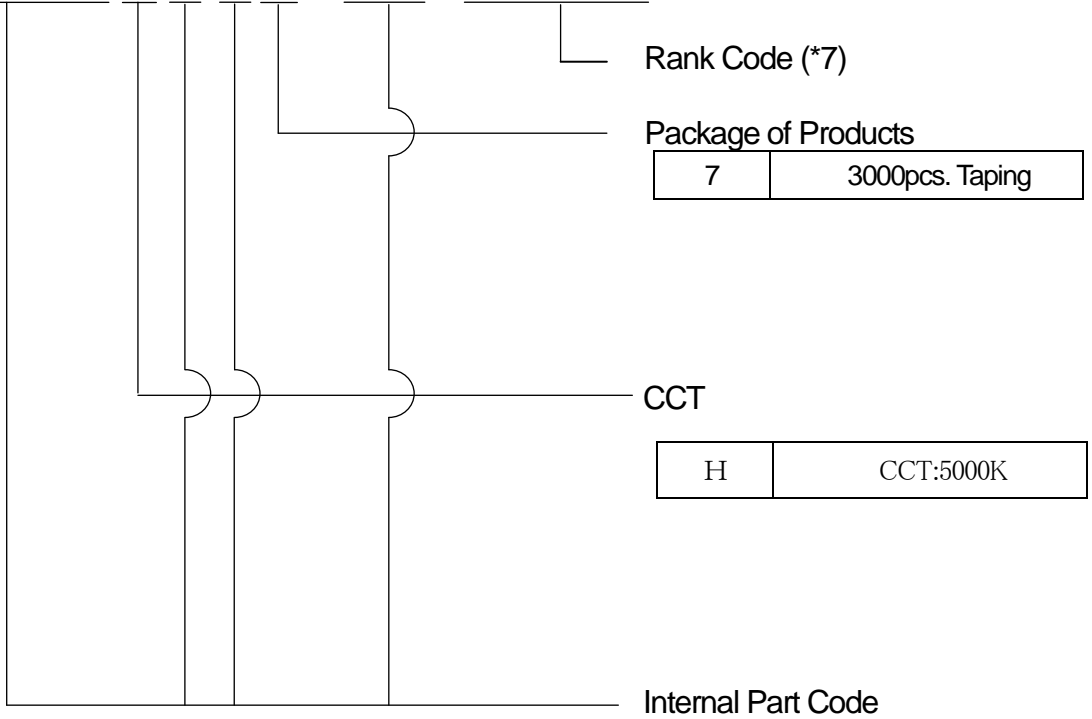 Rank Code (*7)
Package of Products
7 3000pcs. Taping
CCT
H CCT:5000K
Internal Part Code